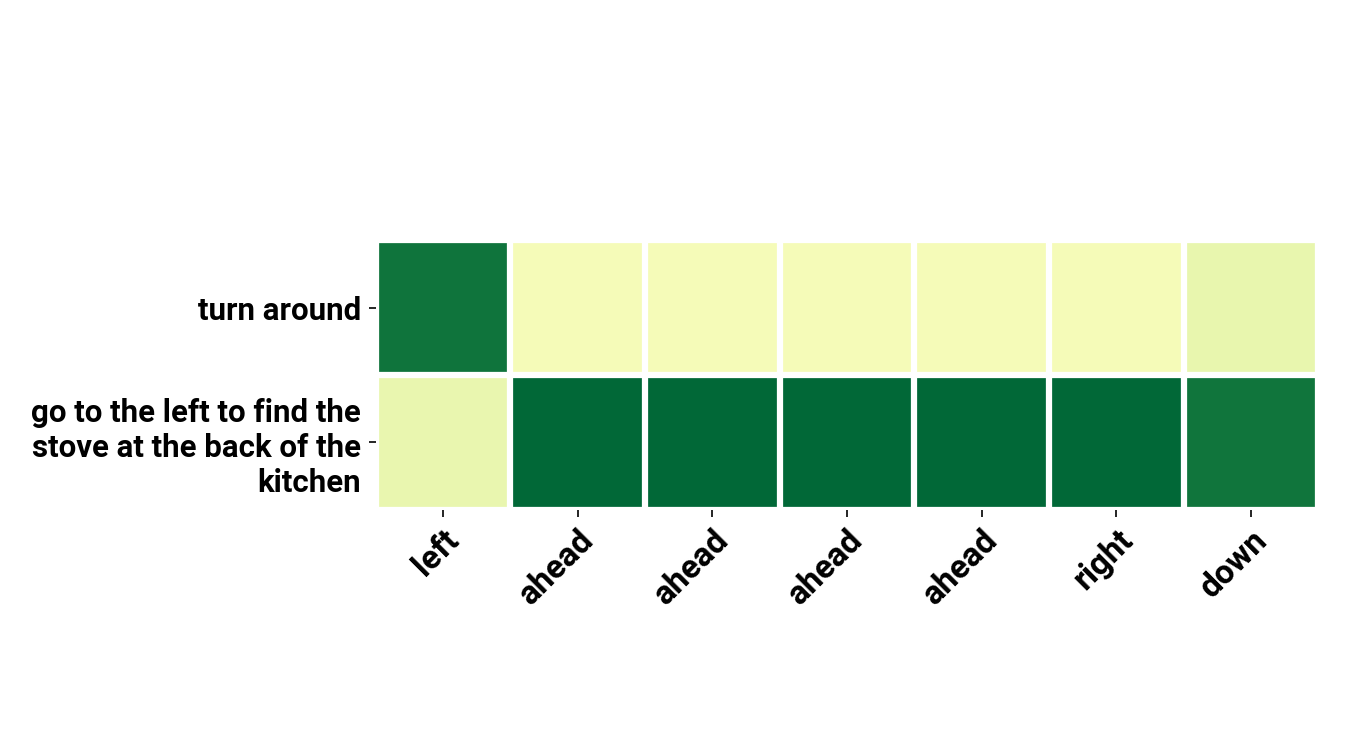 turn around
go to the left to find the
stove at the back of the
kitchen
left
ahead
ahead
ahead
ahead
right
down